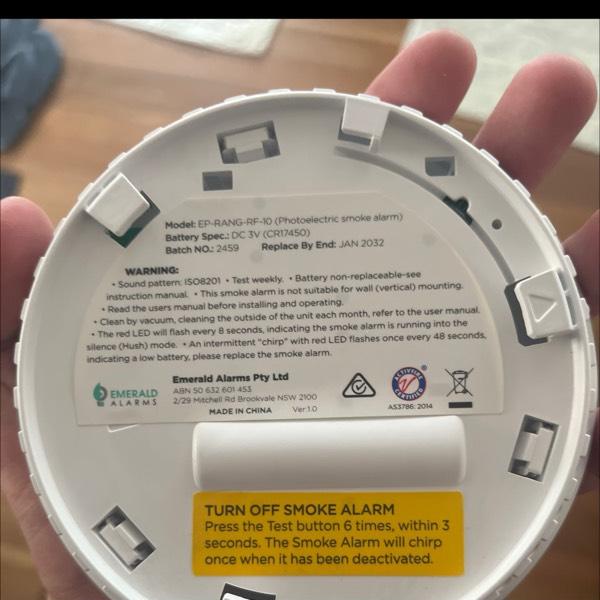 Model: EP-RANG-RF-10 (Photoelectric smoke alarm)
Battery Spec.: DC 3V (CR17450)
Batch NO.: 2459 Replace By End: JAN 2032
WARNING:
• Sound pattern: ISO8201 • Test weekly. • Battery non-replaceable-see
instruction manual. • This smoke alarm is not suitable for wall (vertical) mounting.
• Read the users manual before installing and operating.
• Clean by vacuum, cleaning the outside of the unit each month, refer to the user manual.
• The red LED will flash every 8 seconds, indicating the smoke alarm is running into the
silence (Hush) mode. • An intermittent "chirp" with red LED flashes once every 48 seconds,
indicating a low battery, please replace the smoke alarm.
EMERALD
ALARMS
Emerald Alarms Pty Ltd
ABN 50 632 601 453
2/29 Mitchell Rd Brookvale NSW 2100
MADE IN CHINA Ver 1.0
ACTIVFIRE
CERTIFIED
AS3786: 2014
TURN OFF SMOKE ALARM
Press the Test button 6 times, within 3
seconds. The Smoke Alarm will chirp
once when it has been deactivated.